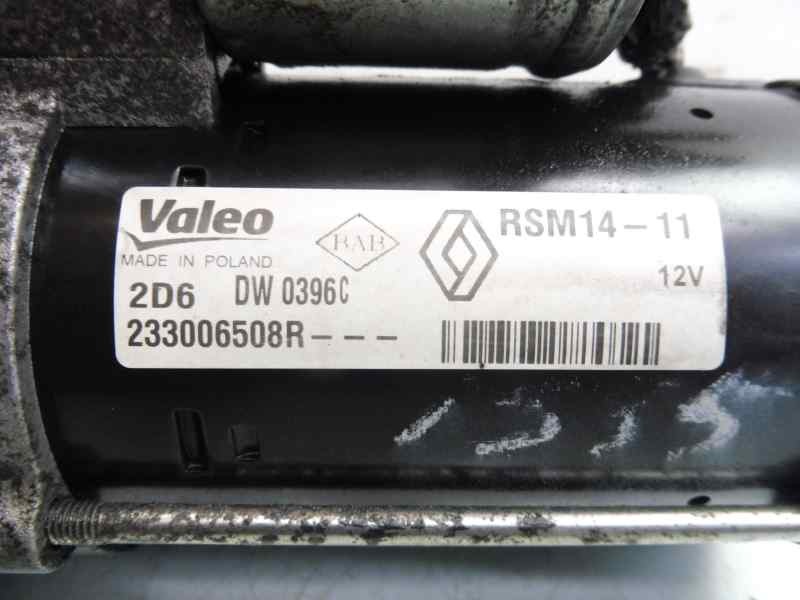 Valeo
MADE IN POLAND
BAB
RSM14-11
12V
2D6 DW 0396C
233006508R---